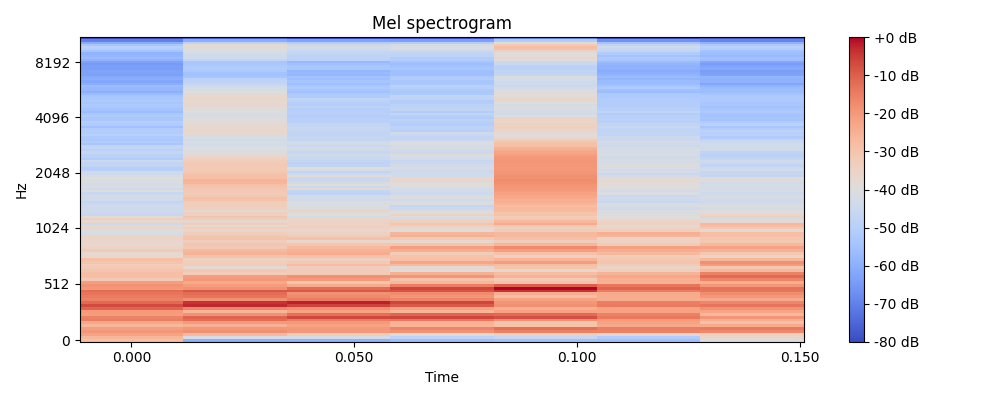 Mel spectrogram
Hz
8192
4096
2048
1024
512
0
0.000
0.050
0.100
0.150
Time
+0 dB
-10 dB
-20 dB
-30 dB
-40 dB
-50 dB
-60 dB
-70 dB
-80 dB